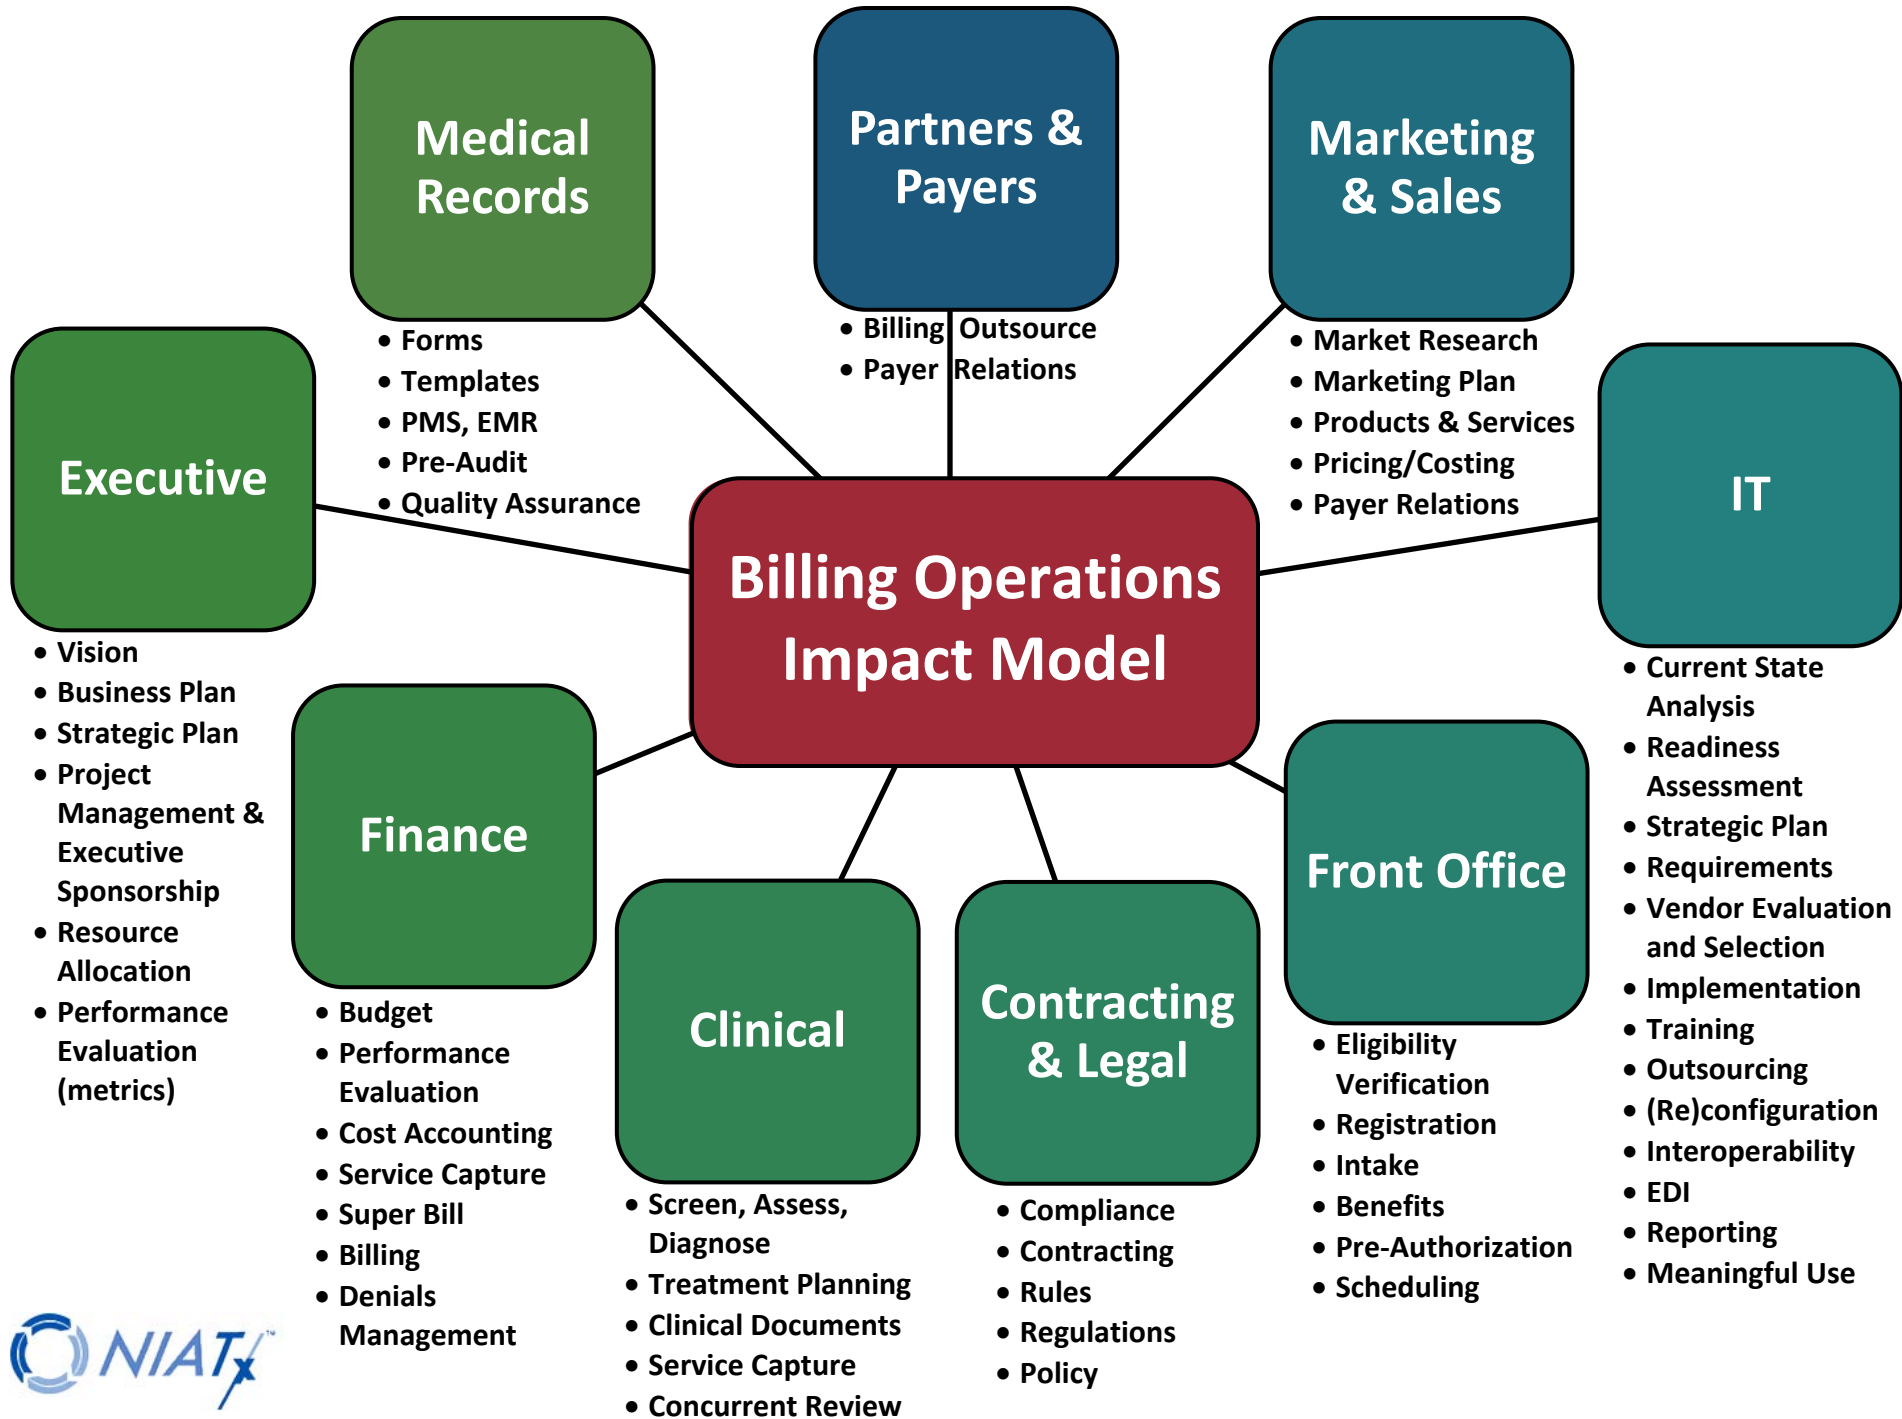 Medical
Records
• Forms
• Templates
• PMS, EMR
• Pre-Audit
• Quality Assurance
Partners &
Payers
• Billing Outsource
• Payer Relations
Marketing
& Sales
• Market Research
• Marketing Plan
• Products & Services
• Pricing/Costing
• Payer Relations
Executive
• Vision
• Business Plan
• Strategic Plan
• Project
Management &
Executive
Sponsorship
• Resource
Allocation
• Performance
Evaluation
(metrics)
Billing Operations
Impact Model
IT
• Current State
Analysis
• Readiness
Assessment
• Strategic Plan
• Requirements
• Vendor Evaluation
and Selection
• Implementation
• Training
• Outsourcing
• (Re)configuration
• Interoperability
• EDI
• Reporting
• Meaningful Use
Finance
• Budget
• Performance
Evaluation
• Cost Accounting
• Service Capture
• Super Bill
• Billing
• Denials
Management
Clinical
• Screen, Assess,
Diagnose
• Treatment Planning
• Clinical Documents
• Service Capture
• Concurrent Review
Contracting
& Legal
• Compliance
• Contracting
• Rules
• Regulations
• Policy
Front Office
• Eligibility
Verification
• Registration
• Intake
• Benefits
• Pre-Authorization
• Scheduling
NIATx™